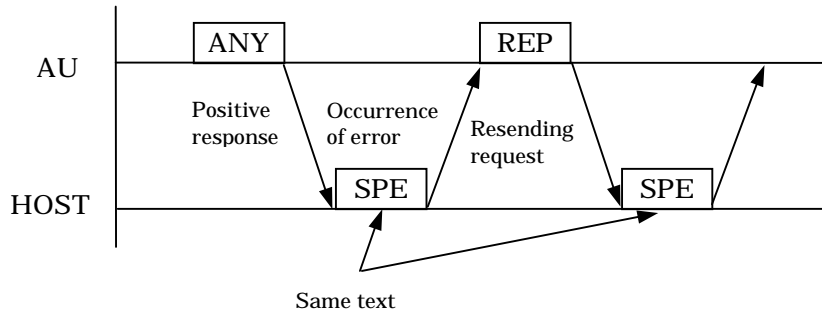 ANY
REP
AU
Positive
response
Occurrence
of error
Resending
request
SPE
SPE
HOST
Same text